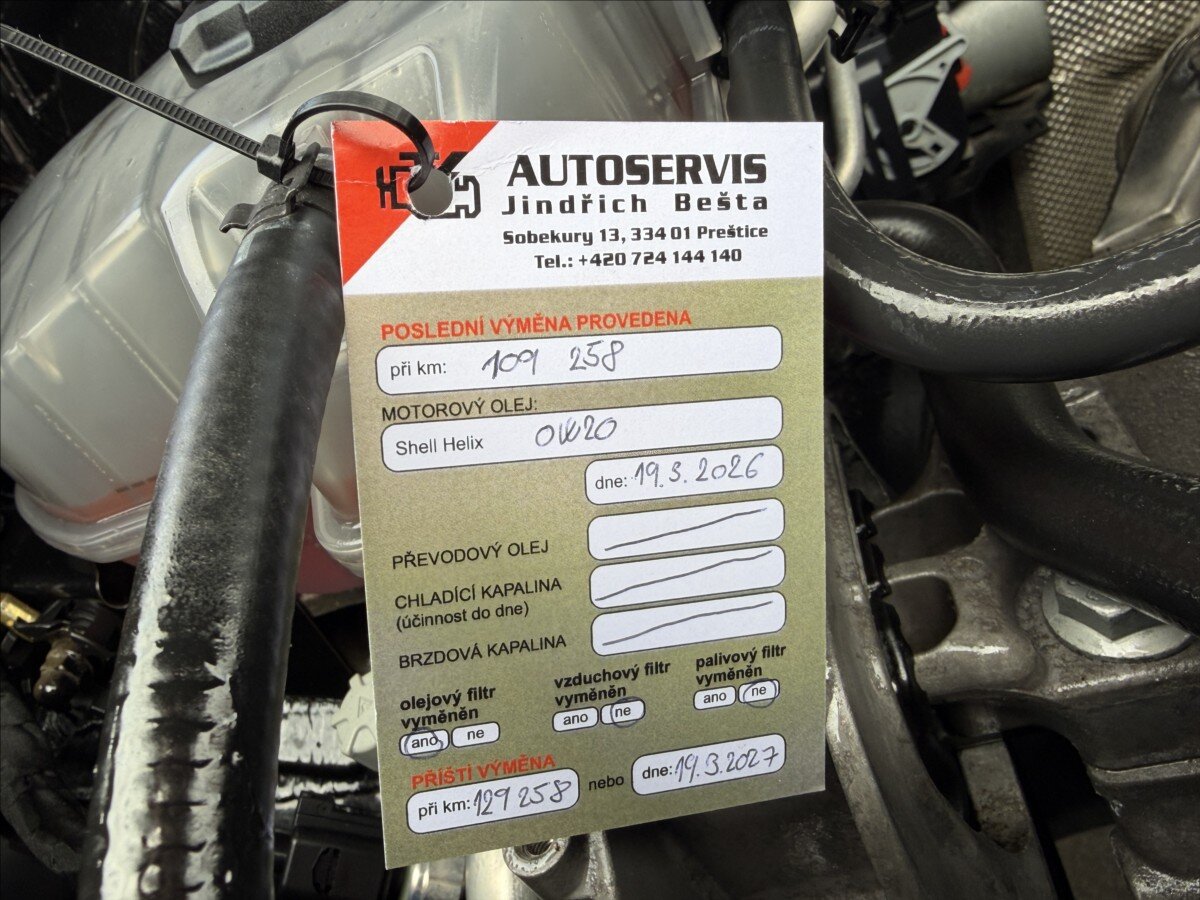 AUTOSERVIS
Jindřich Bešta
Sobekury 13, 334 01 Preštice
Tel.: +420 724 144 140
POSLEDNÍ VÝMĚNA PROVEDENA
při km: 109 258
MOTOROVÝ OLEJ:
Shell Helix 0W20
dne: 19.3.2026
PŘEVODOVÝ OLEJ
CHLADÍCÍ KAPALINA
(účinnost do dne)
BRZDOVÁ KAPALINA
olejový filtr vyměněn
ano ne
vzduchový filtr vyměněn
ano ne
palivový filtr vyměněn
ano ne
PŘÍŠTÍ VÝMĚNA
při km: 129 258 nebo dne: 19.3.2027